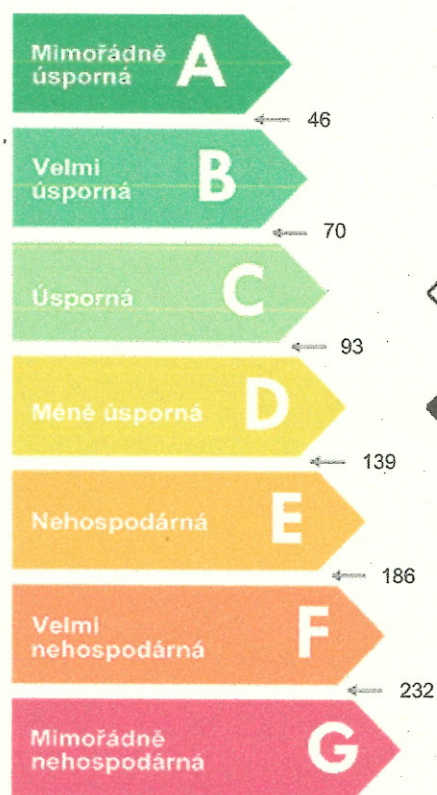 Mimořádně
úsporná A
46
Velmi
úsporná B
70
Úsporná C
93
Méně úsporná D
139
Nehospodárná E
186
Velmi
nehospodárná F
232
Mimořádně
nehospodárná G